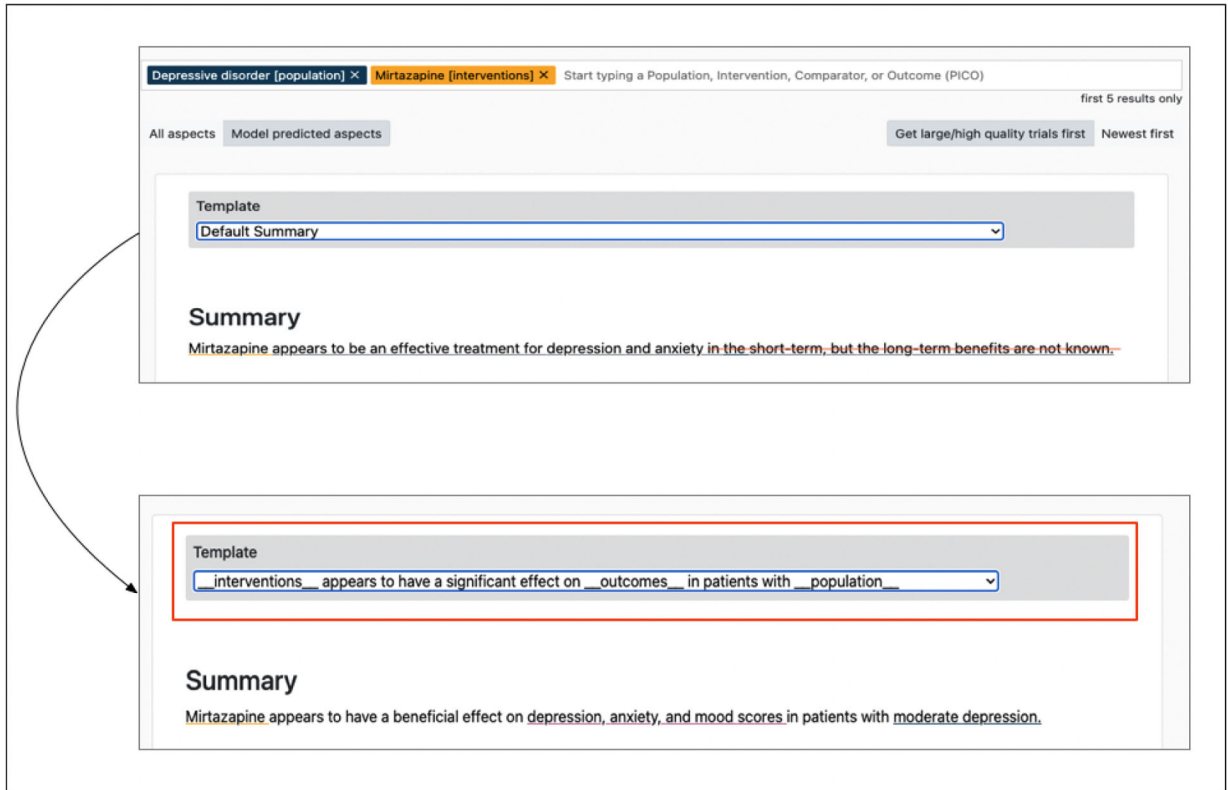 Depressive disorder [population] × Mirtazapine [interventions] × Start typing a Population, Intervention, Comparator, or Outcome (PICO)
first 5 results only
All aspects Model predicted aspects Get large/high quality trials first Newest first
Template
Default Summary
Summary
Mirtazapine appears to be an effective treatment for depression and anxiety in the short-term, but the long-term benefits are not known.
Template
__interventions__ appears to have a significant effect on __outcomes__ in patients with __population__
Summary
Mirtazapine appears to have a beneficial effect on depression, anxiety, and mood scores in patients with moderate depression.